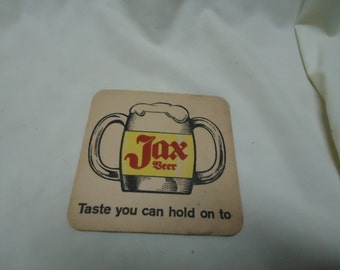 Jax
Beer
Taste you can hold on to